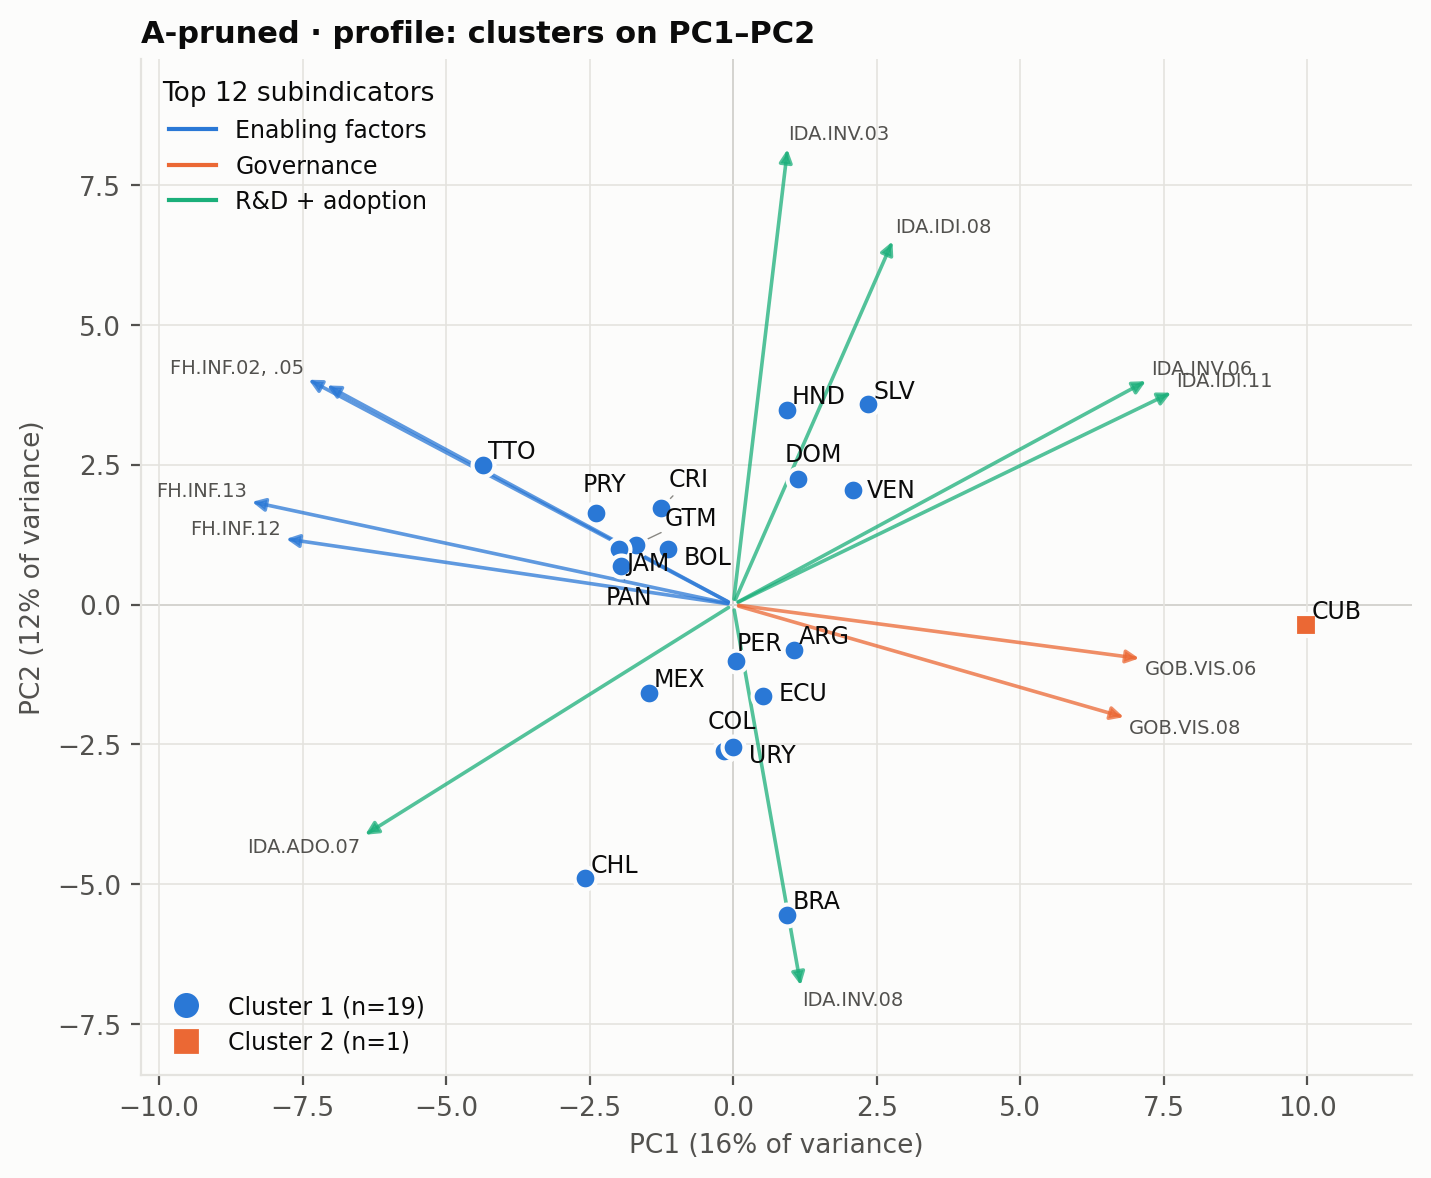 A-pruned · profile: clusters on PC1–PC2
Top 12 subindicators
Enabling factors
Governance
R&D + adoption
IDA.INV.03
IDA.IDI.08
FH.INF.02, .05
IDA.INV.06
IDA.IDI.11
HND
SLV
TTO
DOM
CRI
PRY
VEN
FH.INF.13
GTM
FH.INF.12
BOL
JAM
PAN
CUB
PER
ARG
GOB.VIS.06
MEX
ECU
COL
GOB.VIS.08
URY
IDA.ADO.07
CHL
BRA
IDA.INV.08
Cluster 1 (n=19)
Cluster 2 (n=1)
7.5
5.0
2.5
0.0
−2.5
−5.0
−7.5
PC2 (12% of variance)
−10.0 −7.5 −5.0 −2.5 0.0 2.5 5.0 7.5 10.0
PC1 (16% of variance)